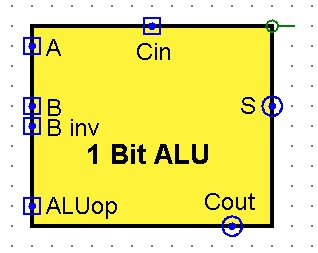 Cin
A
B
S
B inv
1 Bit ALU
ALUop
Cout